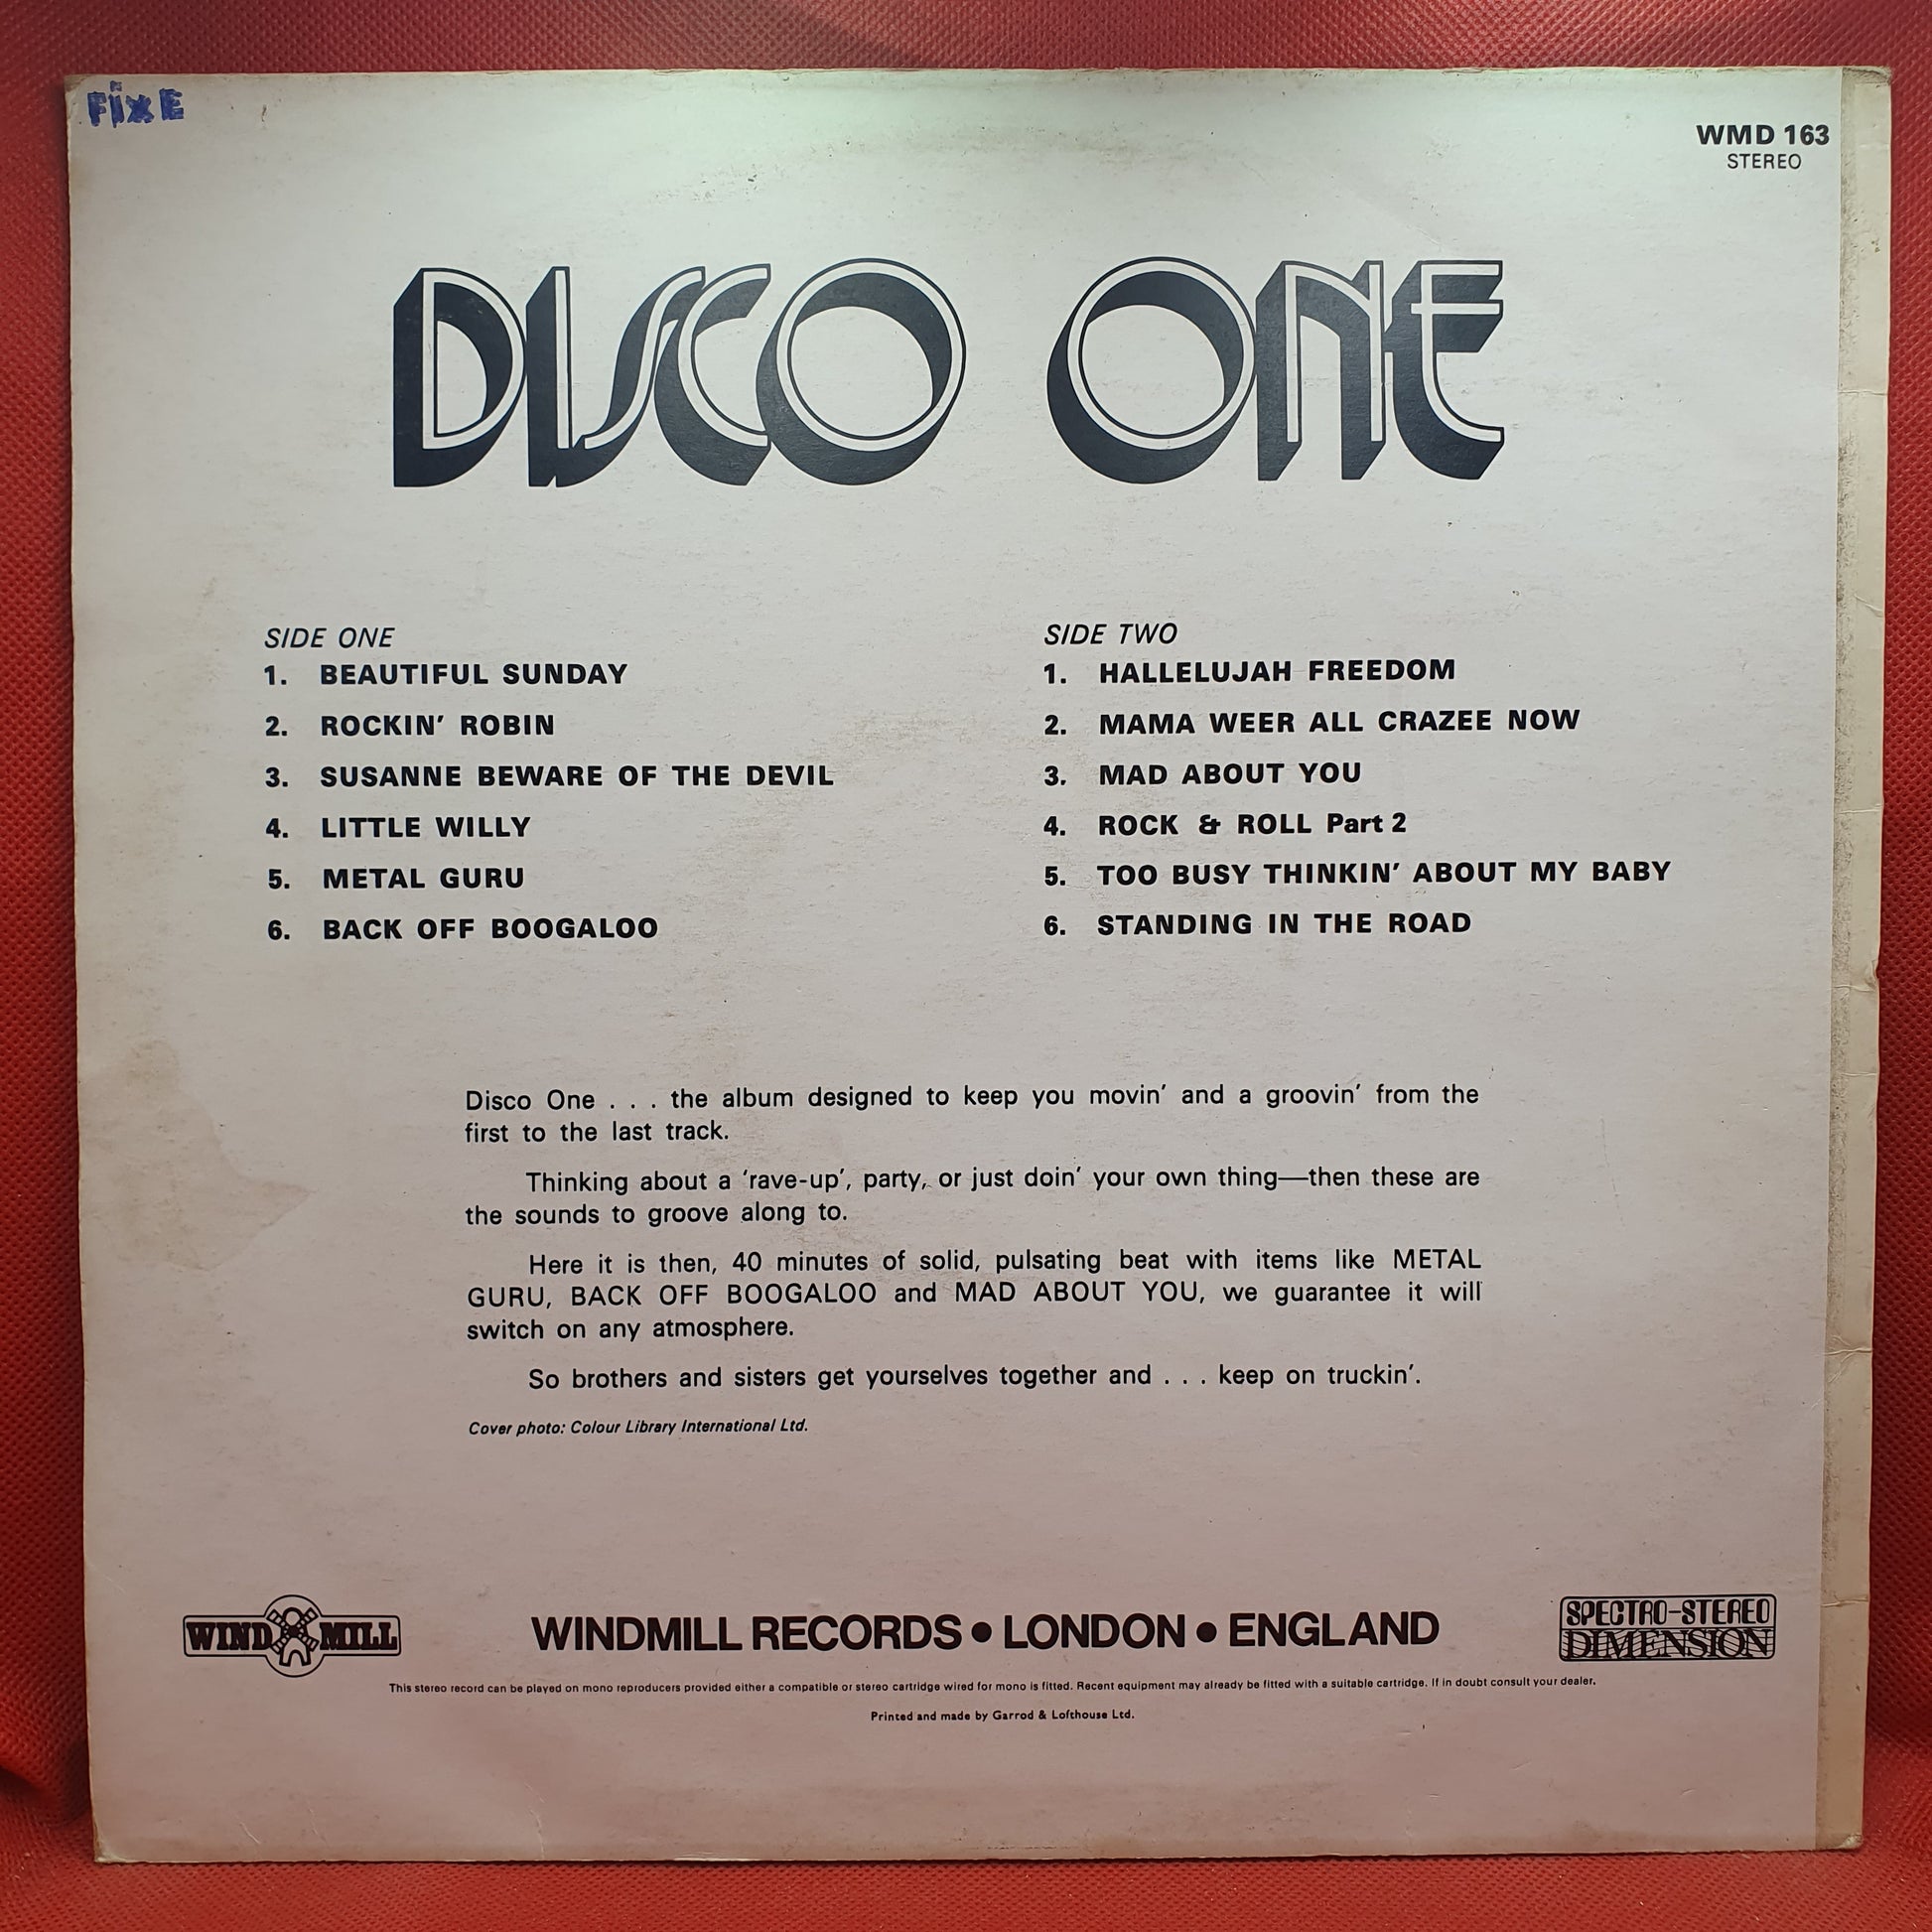 FixE
WMD 163
STEREO
DISCO ONE
SIDE ONE
1. BEAUTIFUL SUNDAY
2. ROCKIN' ROBIN
3. SUSANNE BEWARE OF THE DEVIL
4. LITTLE WILLY
5. METAL GURU
6. BACK OFF BOOGALOO
SIDE TWO
1. HALLELUJAH FREEDOM
2. MAMA WEER ALL CRAZEE NOW
3. MAD ABOUT YOU
4. ROCK & ROLL Part 2
5. TOO BUSY THINKIN' ABOUT MY BABY
6. STANDING IN THE ROAD
Disco One . . . the album designed to keep you movin' and a groovin' from the
first to the last track.
Thinking about a 'rave-up', party, or just doin' your own thing—then these are
the sounds to groove along to.
Here it is then, 40 minutes of solid, pulsating beat with items like METAL
GURU, BACK OFF BOOGALOO and MAD ABOUT YOU, we guarantee it will
switch on any atmosphere.
So brothers and sisters get yourselves together and . . . keep on truckin'.
Cover photo: Colour Library International Ltd.
WIND MILL
WINDMILL RECORDS • LONDON • ENGLAND
SPECTRO-STEREO
DIMENSION
This stereo record can be played on mono reproducers provided either a compatible or stereo cartridge wired for mono is fitted. Recent equipment may already be fitted with a suitable cartridge. If in doubt consult your dealer.
Printed and made by Garrod & Lofthouse Ltd.